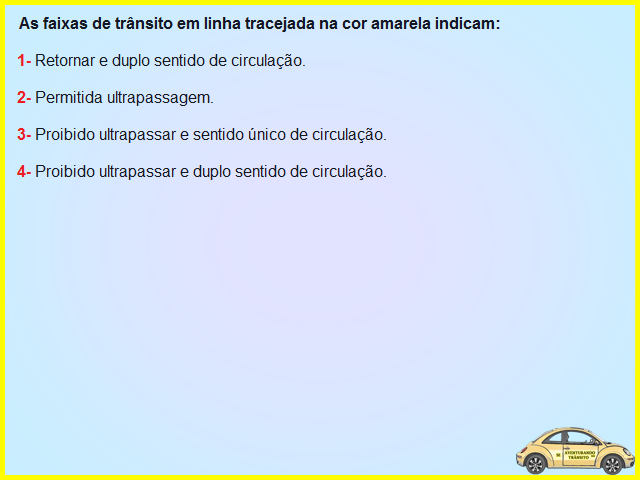 As faixas de trânsito em linha tracejada na cor amarela indicam:
1- Retornar e duplo sentido de circulação.
2- Permitida ultrapassagem.
3- Proibido ultrapassar e sentido único de circulação.
4- Proibido ultrapassar e duplo sentido de circulação.
AVENTURANDO
TRÂNSITO